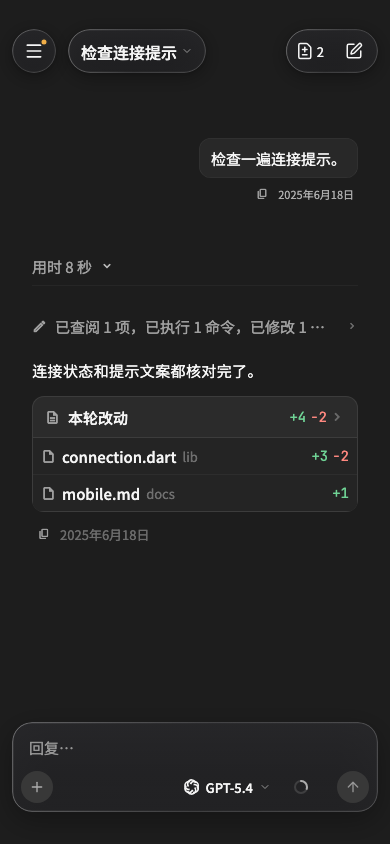 检查连接提示
2
检查一遍连接提示。
2025年6月18日
用时 8 秒
已查阅 1 项，已执行 1 命令，已修改 1 …
连接状态和提示文案都核对完了。
本轮改动 +4 -2
connection.dart lib +3 -2
mobile.md docs +1
2025年6月18日
回复…
GPT-5.4